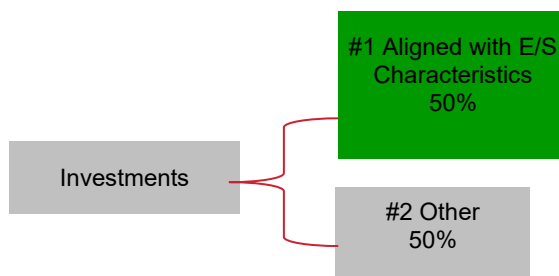 #1 Aligned with E/S
Characteristics
50%
Investments
#2 Other
50%